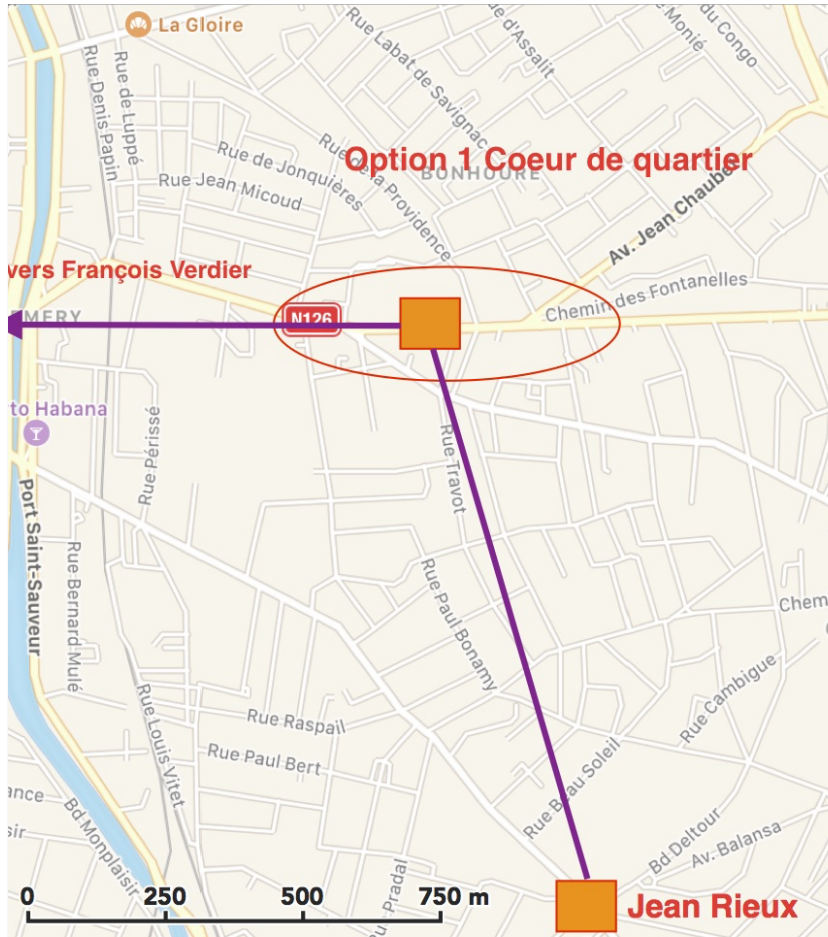 La Gloire
Rue Labat de Savignac
Rue d'Assalit
Monié
du Congo
Rue Denis Papin
Rue de Luppé
Rue de Jonquières
Rue Jean Micoud
Rue de la Providence
Option 1 Coeur de quartier
BONHOURE
Av. Jean Chaubet
vers François Verdier
Chemin des Fontanelles
N126
EMERY
to Habana
Rue Périssé
Rue Travot
Port Saint-Sauveur
Rue Bernard Mulé
Rue Paul Bonamy
Chem
Rue Cambigue
Rue Louis Vitet
Rue Raspail
Rue Paul Bert
Rue Beau Soleil
ance
sir
Bd Monplaisir
Bd Deltour
Av. Balansa
Pradal
0 250 500 750 m
Jean Rieux